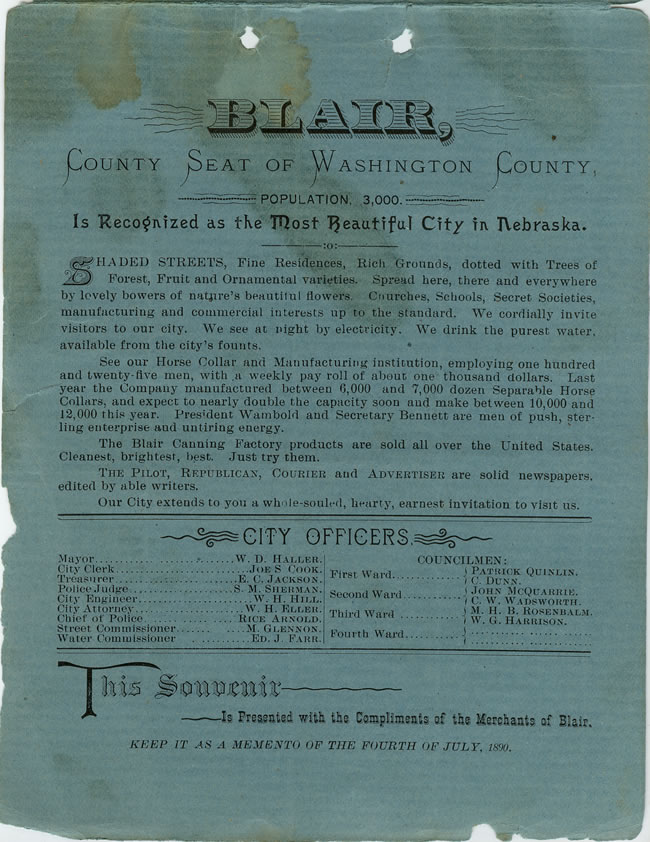 BLAIR,
COUNTY SEAT OF WASHINGTON COUNTY,
POPULATION, 3,000.
Is Recognized as the Most Beautiful City in Nebraska.
:o:
SHADED STREETS, Fine Residences, Rich Grounds, dotted with Trees of
Forest, Fruit and Ornamental varieties. Spread here, there and everywhere
by lovely bowers of nature's beautiful flowers. Churches, Schools, Secret Societies,
manufacturing and commercial interests up to the standard. We cordially invite
visitors to our city. We see at night by electricity. We drink the purest water,
available from the city's founts.
See our Horse Collar and Manufacturing institution, employing one hundred
and twenty-five men, with a weekly pay roll of about one thousand dollars. Last
year the Company manufactured between 6,000 and 7,000 dozen Separable Horse
Collars, and expect to nearly double the capacity soon and make between 10,000 and
12,000 this year. President Wambold and Secretary Bennett are men of push, ster-
ling enterprise and untiring energy.
The Blair Canning Factory products are sold all over the United States.
Cleanest, brightest, best. Just try them.
THE PILOT, REPUBLICAN, COURIER and ADVERTISER are solid newspapers,
edited by able writers.
Our City extends to you a whole-souled, hearty, earnest invitation to visit us.
CITY OFFICERS.
Mayor.......W. D. HALLER.
City Clerk.......JOE S COOK.
Treasurer.......E. C. JACKSON.
Police Judge.......S. M. SHERMAN.
City Engineer.......W. H. HILL.
City Attorney.......W. H. ELLER.
Chief of Police.......RICE ARNOLD.
Street Commissioner.......M. GLENNON.
Water Commissioner.......ED. J. FARR.
COUNCILMEN:
First Ward.......} PATRICK QUINLIN.
} C. DUNN.
Second Ward.......} JOHN MCQUARRIE.
} C. W. WADSWORTH.
Third Ward.......} M. H. B. ROSENBALM.
} W. G. HARRISON.
Fourth Ward.......} .......
} .......
This Souvenir
Is Presented with the Compliments of the Merchants of Blair.
KEEP IT AS A MEMENTO OF THE FOURTH OF JULY, 1890.